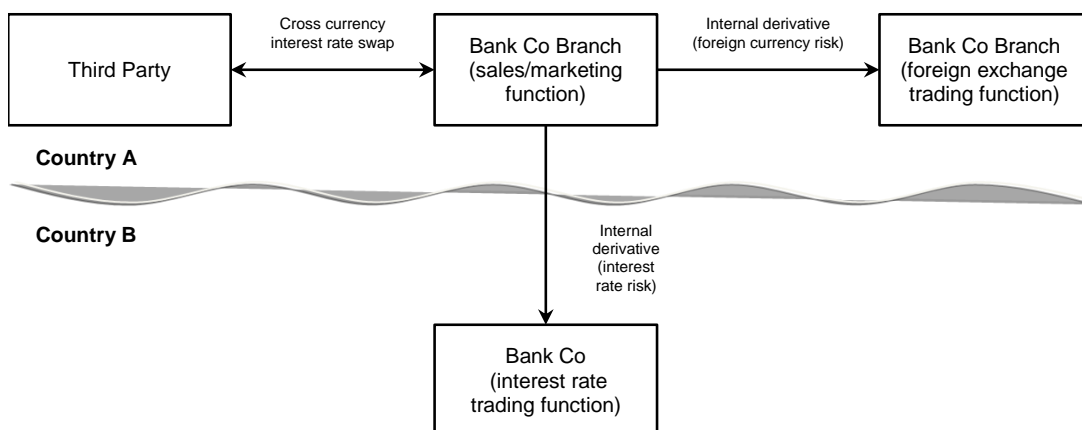 Third Party
Cross currency
interest rate swap
Bank Co Branch
(sales/marketing
function)
Internal derivative
(foreign currency risk)
Bank Co Branch
(foreign exchange
trading function)
Country A
Country B
Internal
derivative
(interest
rate risk)
Bank Co
(interest rate
trading function)